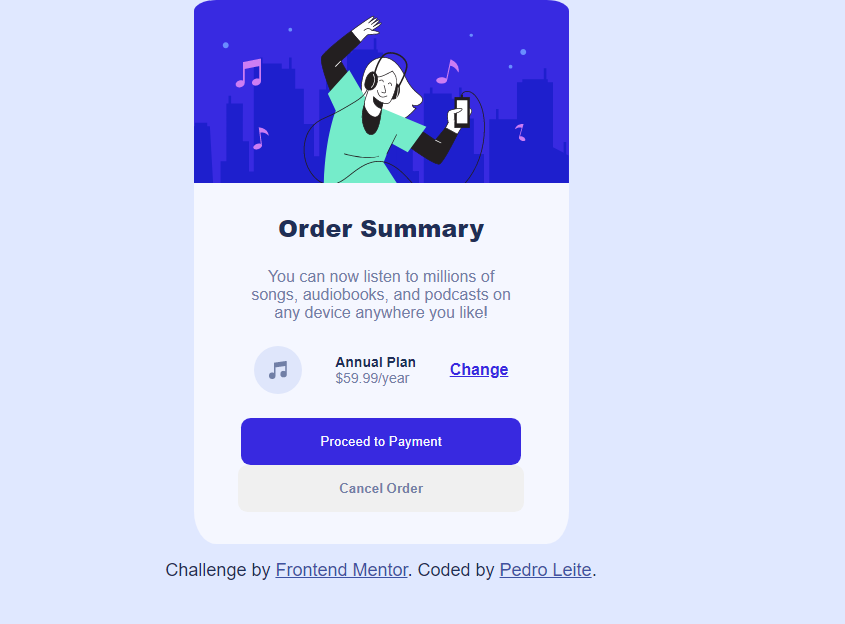 Order Summary
You can now listen to millions of
songs, audiobooks, and podcasts on
any device anywhere you like!
Annual Plan
$59.99/year
Change
Proceed to Payment
Cancel Order
Challenge by Frontend Mentor. Coded by Pedro Leite.